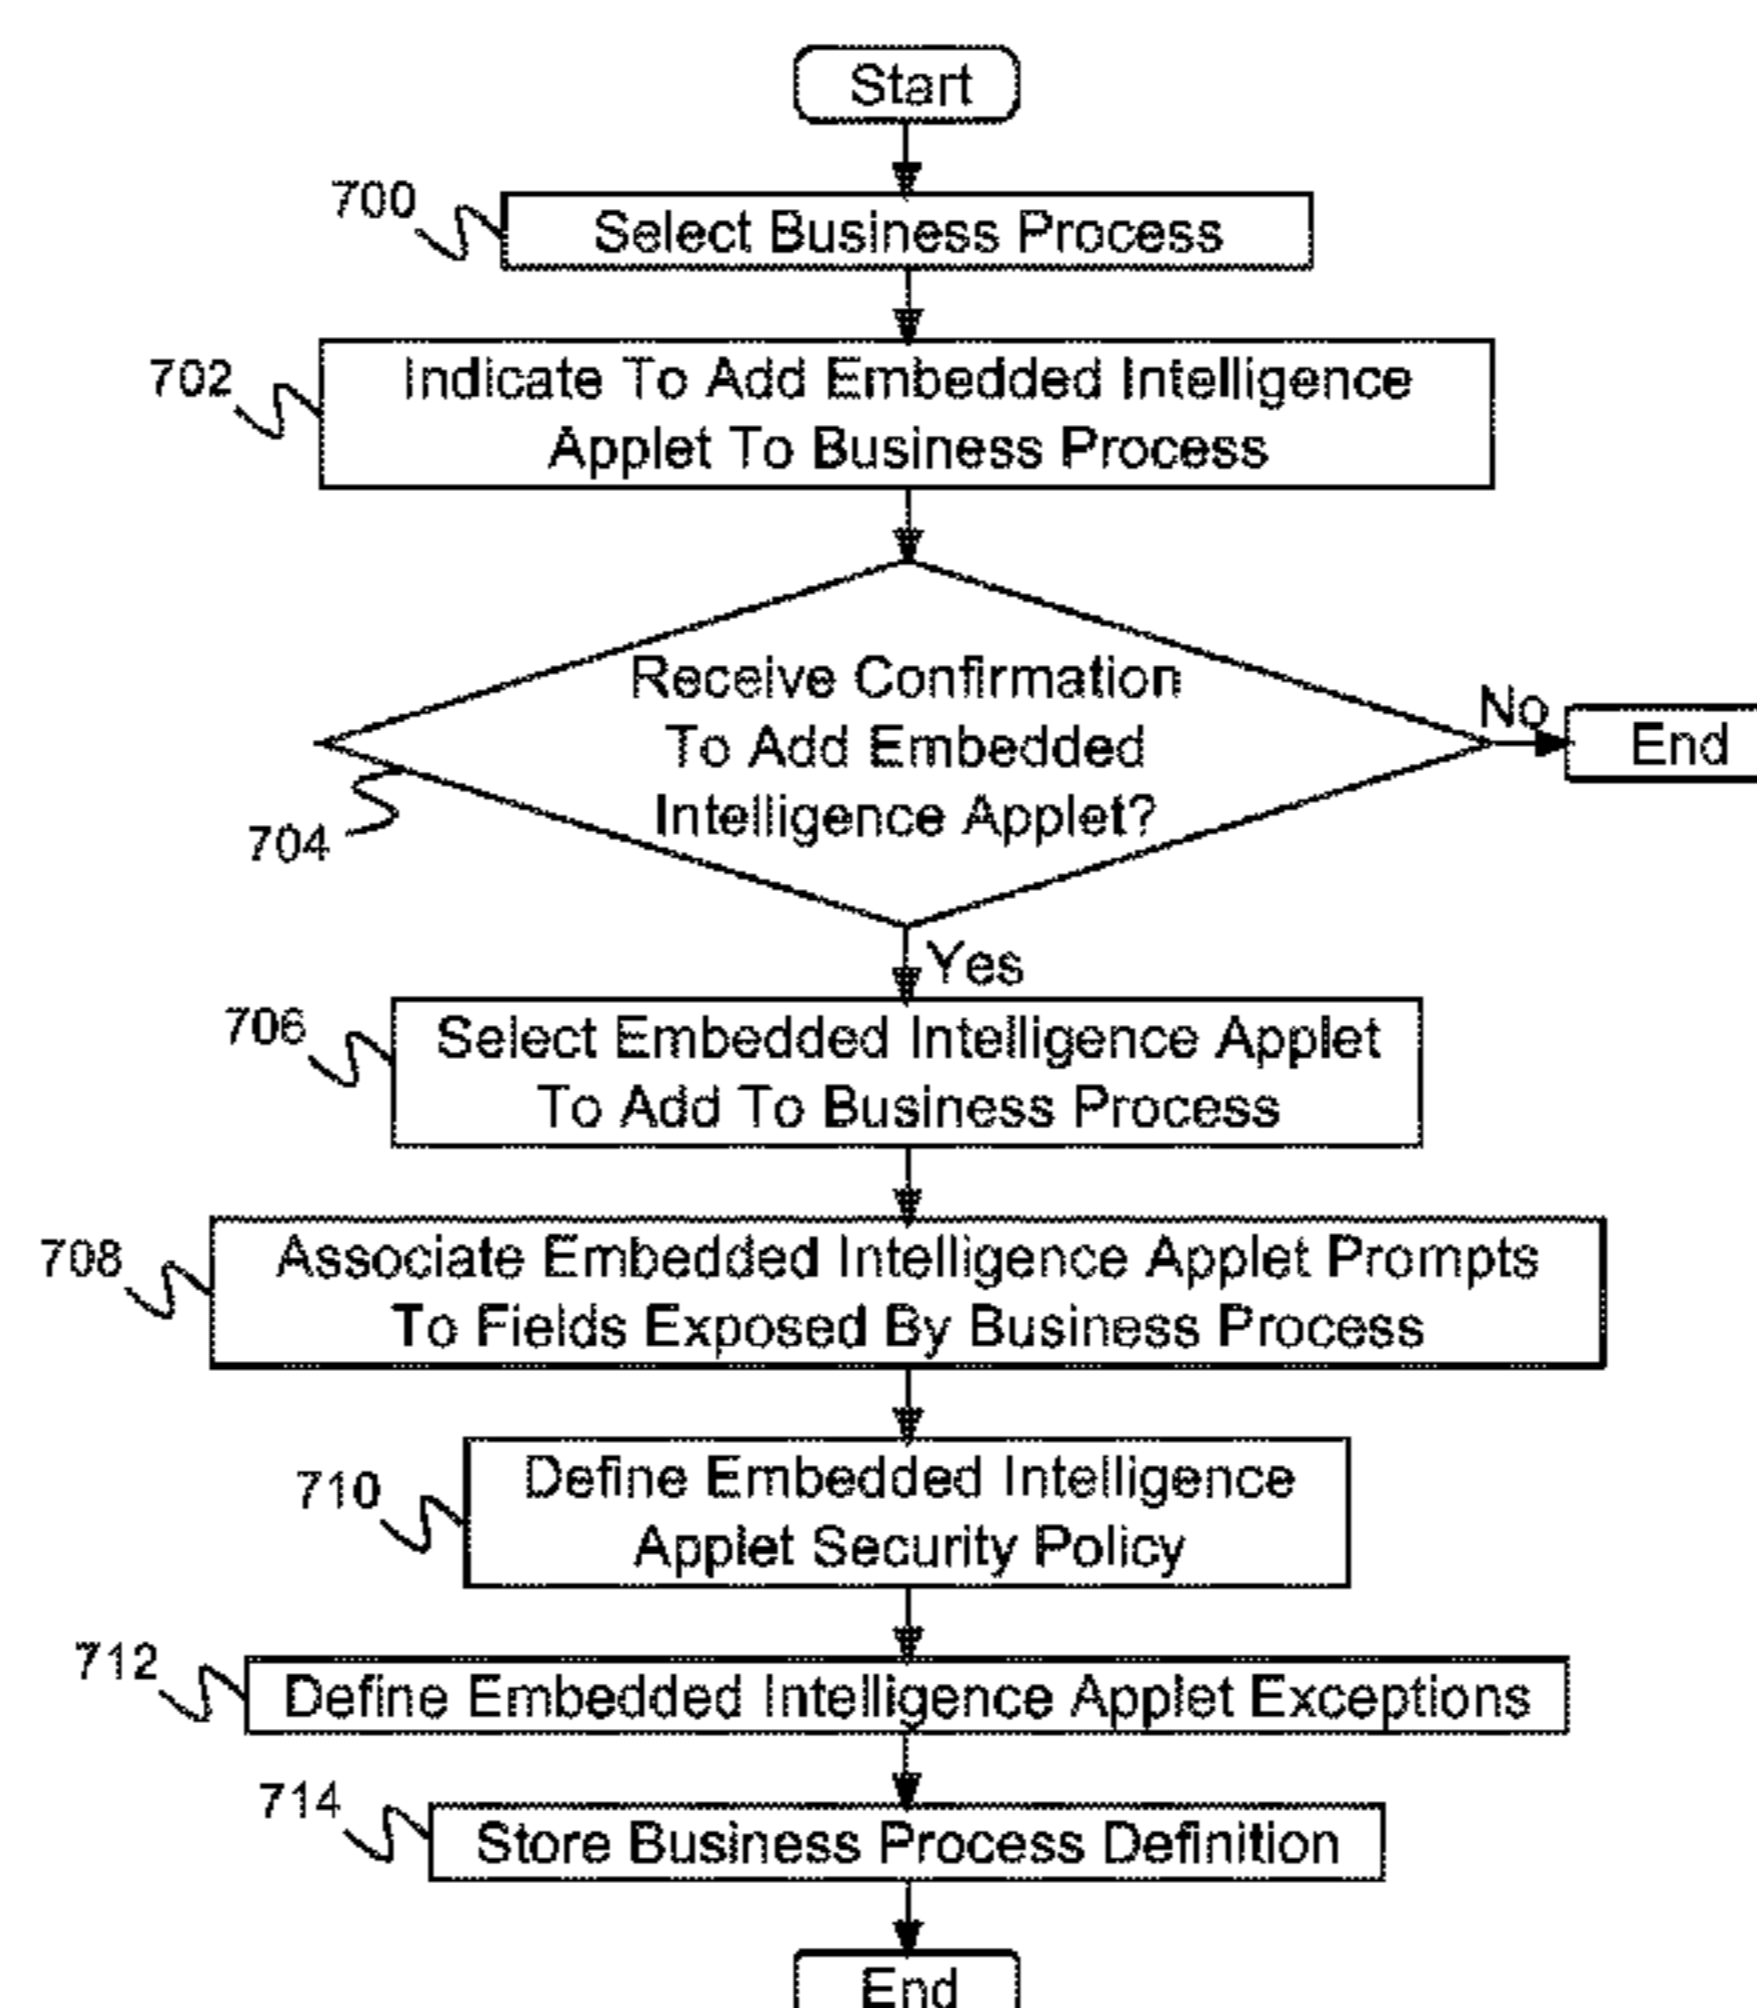 Start
700
Select Business Process
702
Indicate To Add Embedded Intelligence
Applet To Business Process
Receive Confirmation
To Add Embedded
Intelligence Applet?
No
End
704
Yes
706
Select Embedded Intelligence Applet
To Add To Business Process
708
Associate Embedded Intelligence Applet Prompts
To Fields Exposed By Business Process
710
Define Embedded Intelligence
Applet Security Policy
712
Define Embedded Intelligence Applet Exceptions
714
Store Business Process Definition
End